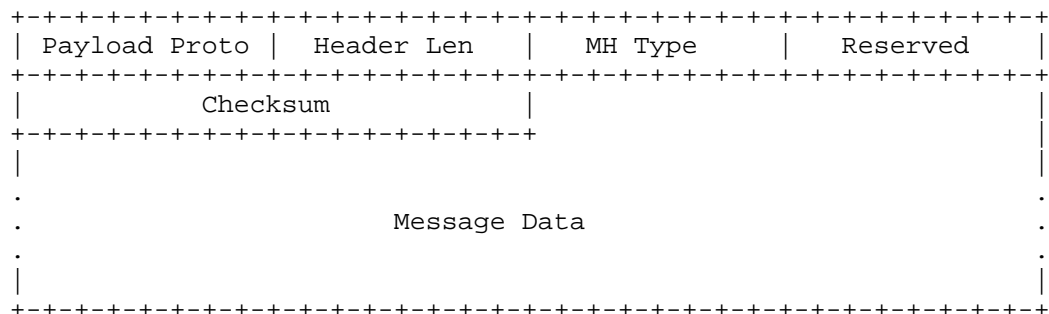 +-+-+-+-+-+-+-+-+-+-+-+-+-+-+-+-+-+-+-+-+-+-+-+-+-+-+-+-+-+-+-+-+
| Payload Proto |  Header Len   |   MH Type     |   Reserved    |
+-+-+-+-+-+-+-+-+-+-+-+-+-+-+-+-+-+-+-+-+-+-+-+-+-+-+-+-+-+-+-+-+
|           Checksum            |                               |
+-+-+-+-+-+-+-+-+-+-+-+-+-+-+-+-+                               |
|                                                               |
.                                                               .
.                       Message Data                            .
.                                                               .
|                                                               |
+-+-+-+-+-+-+-+-+-+-+-+-+-+-+-+-+-+-+-+-+-+-+-+-+-+-+-+-+-+-+-+-+